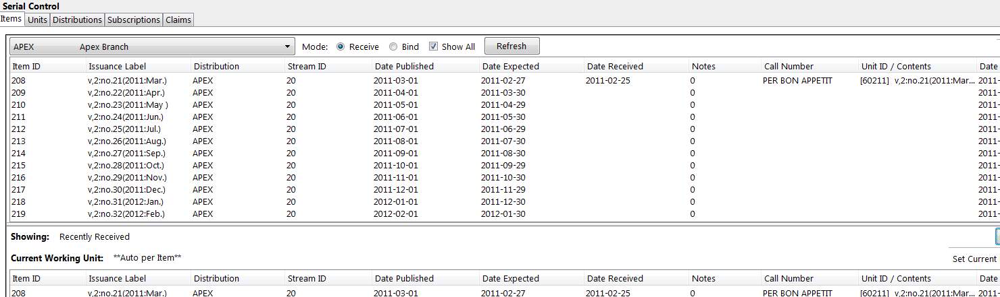 Serial Control
Items Units Distributions Subscriptions Claims
APEX Apex Branch Mode: Receive Bind Show All Refresh
Item ID Issuance Label Distribution Stream ID Date Published Date Expected Date Received Notes Call Number Unit ID / Contents Date
208 v,2:no.21(2011:Mar.) APEX 20 2011-03-01 2011-02-27 2011-02-25 0 PER BON APPETIT [60211] v,2:no.21(2011:Mar... 2011-
209 v,2:no.22(2011:Apr.) APEX 20 2011-04-01 2011-03-30 0 2011-
210 v,2:no.23(2011:May ) APEX 20 2011-05-01 2011-04-29 0 2011-
211 v,2:no.24(2011:Jun.) APEX 20 2011-06-01 2011-05-30 0 2011-
212 v,2:no.25(2011:Jul.) APEX 20 2011-07-01 2011-06-29 0 2011-
213 v,2:no.26(2011:Aug.) APEX 20 2011-08-01 2011-07-30 0 2011-
214 v,2:no.27(2011:Sep.) APEX 20 2011-09-01 2011-08-30 0 2011-
215 v,2:no.28(2011:Oct.) APEX 20 2011-10-01 2011-09-29 0 2011-
216 v,2:no.29(2011:Nov.) APEX 20 2011-11-01 2011-10-30 0 2011-
217 v,2:no.30(2011:Dec.) APEX 20 2011-12-01 2011-11-29 0 2011-
218 v,2:no.31(2012:Jan.) APEX 20 2012-01-01 2011-12-30 0 2011-
219 v,2:no.32(2012:Feb.) APEX 20 2012-02-01 2012-01-30 0 2011-
Showing: Recently Received
Current Working Unit: **Auto per Item** Set Current
Item ID Issuance Label Distribution Stream ID Date Published Date Expected Date Received Notes Call Number Unit ID / Contents Date
208 v,2:no.21(2011:Mar.) APEX 20 2011-03-01 2011-02-27 2011-02-25 0 PER BON APPETIT [60211] v,2:no.21(2011:Mar... 2011-